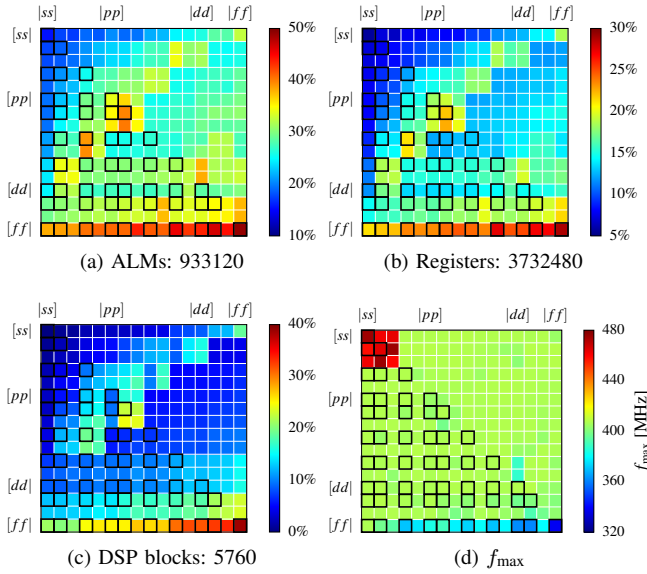 |ss] |pp] |dd] |ff]
[ss|
[pp|
[dd|
[ff|
50%
40%
30%
20%
10%
(a) ALMs: 933120
|ss] |pp] |dd] |ff]
[ss|
[pp|
[dd|
[ff|
30%
25%
20%
15%
10%
5%
(b) Registers: 3732480
|ss] |pp] |dd] |ff]
[ss|
[pp|
[dd|
[ff|
40%
30%
20%
10%
0%
(c) DSP blocks: 5760
|ss] |pp] |dd] |ff]
[ss|
[pp|
[dd|
[ff|
480
440
400
360
320
f_max [MHz]
(d) f_max